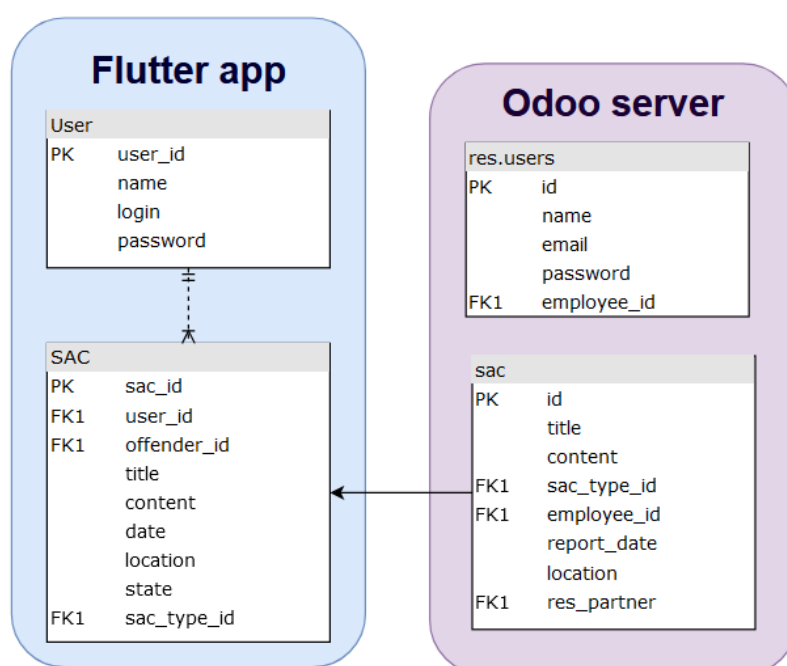 Flutter app
User
PK user_id
name
login
password
SAC
PK sac_id
FK1 user_id
FK1 offender_id
title
content
date
location
state
FK1 sac_type_id
Odoo server
res.users
PK id
name
email
password
FK1 employee_id
sac
PK id
title
content
FK1 sac_type_id
FK1 employee_id
report_date
location
FK1 res_partner